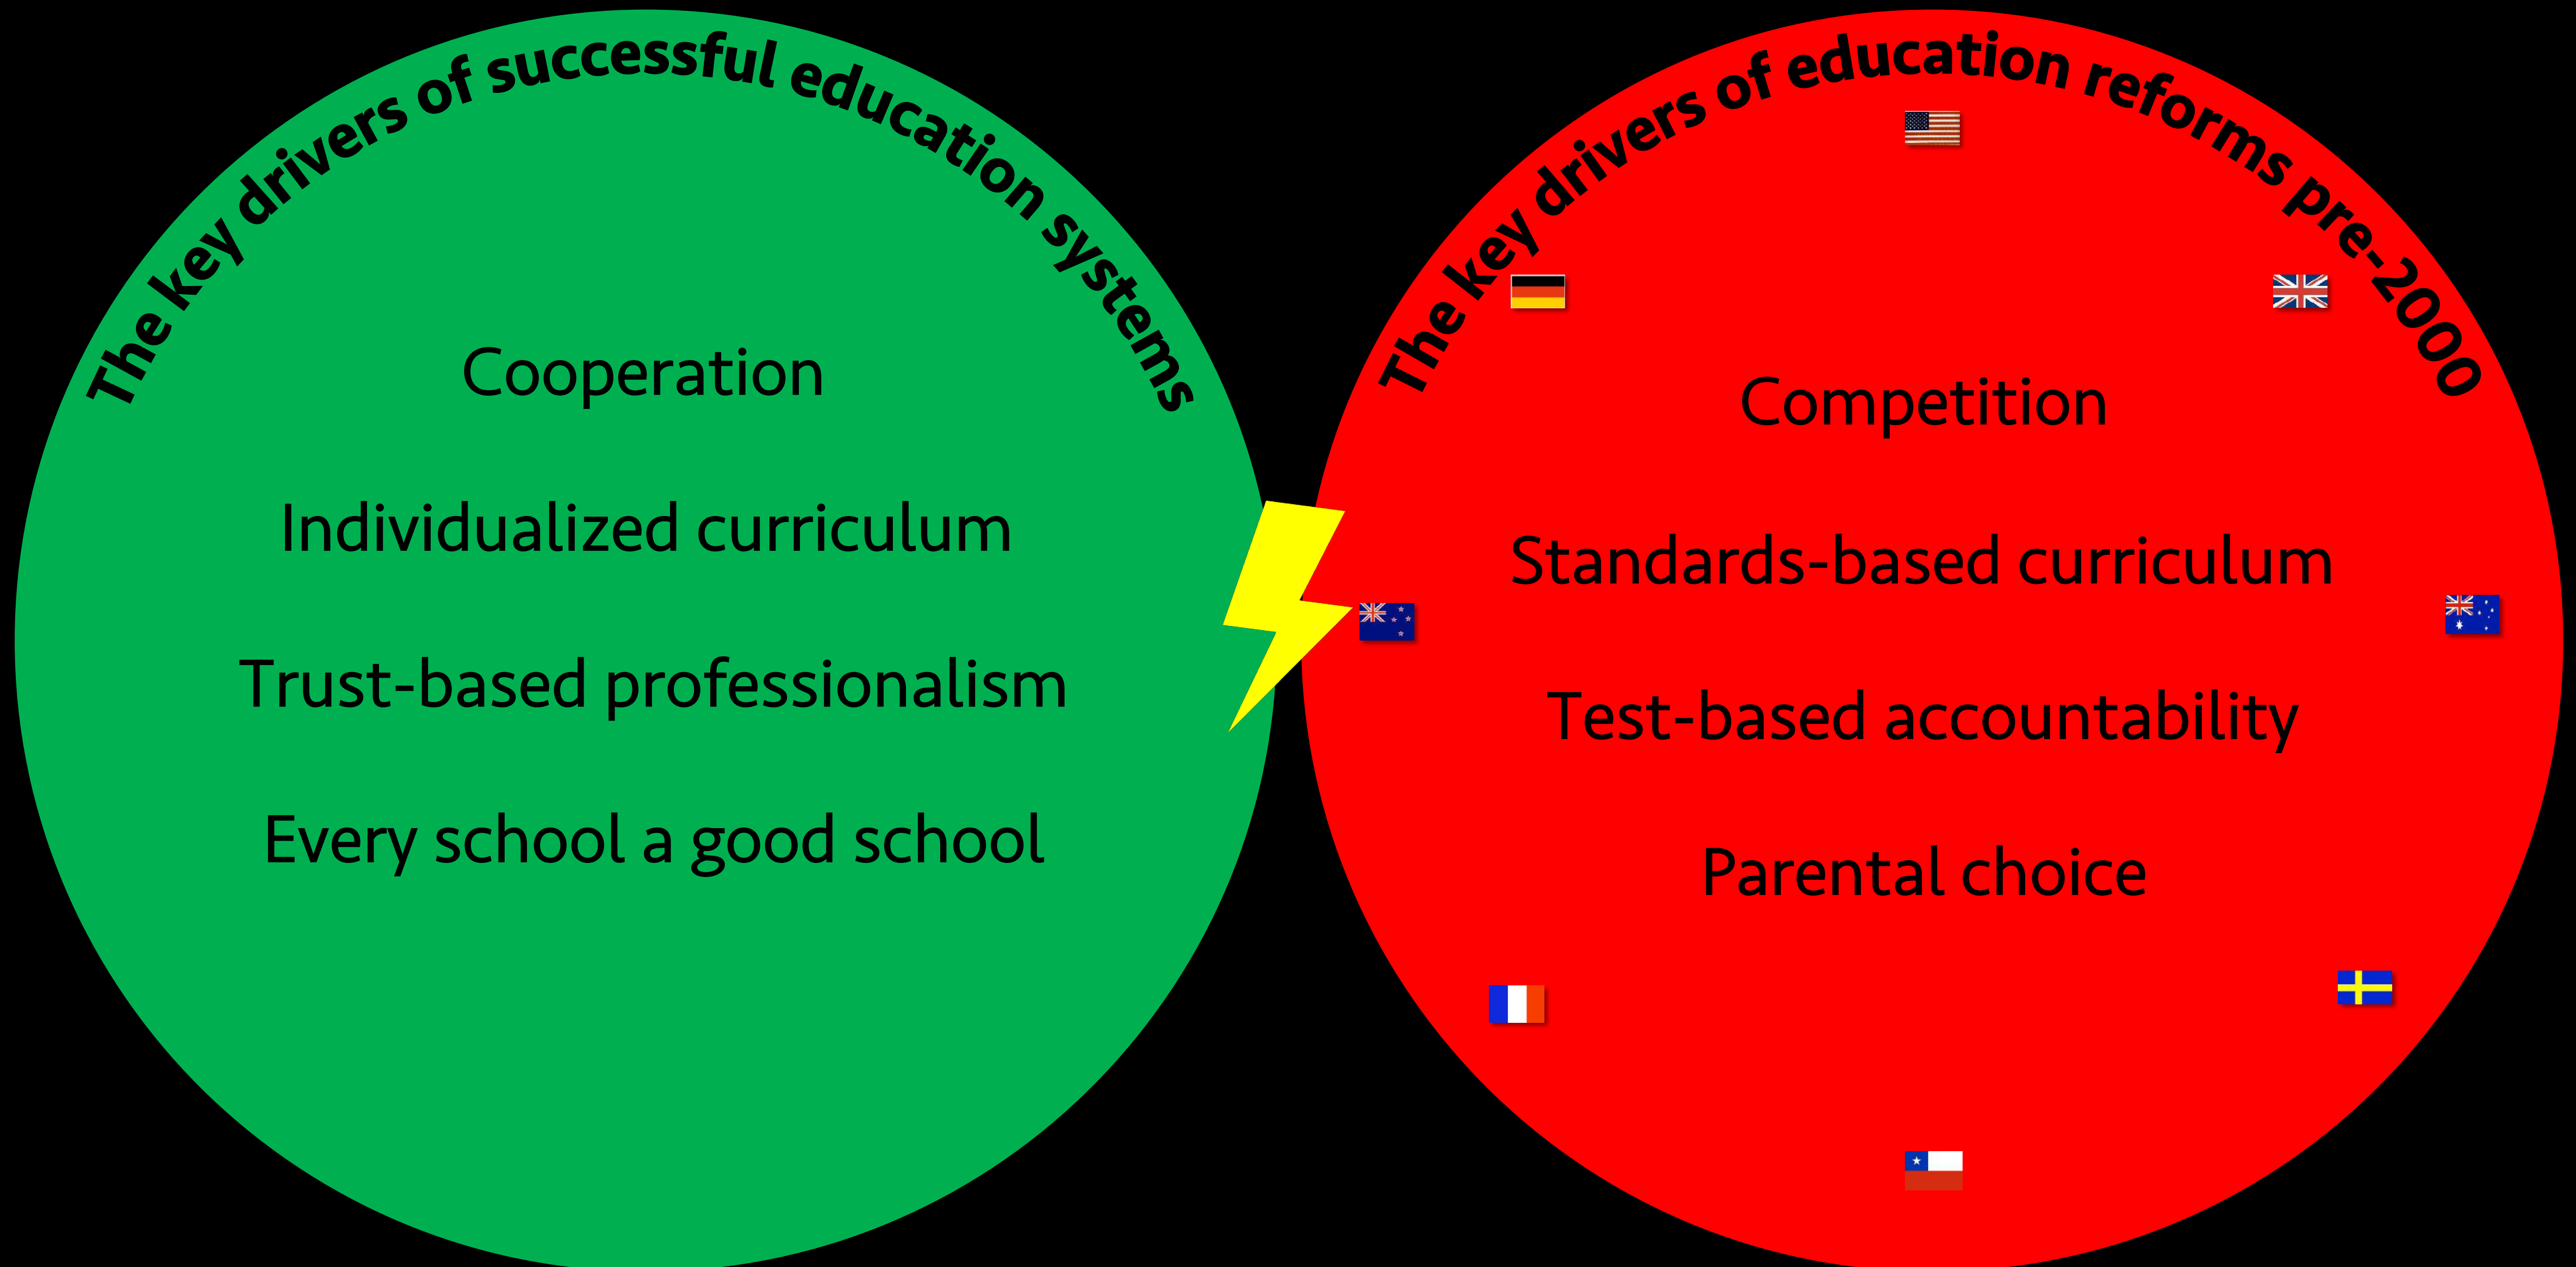 The key drivers of successful education systems
Cooperation
Individualized curriculum
Trust-based professionalism
Every school a good school
The key drivers of education reforms pre-2000
Competition
Standards-based curriculum
Test-based accountability
Parental choice